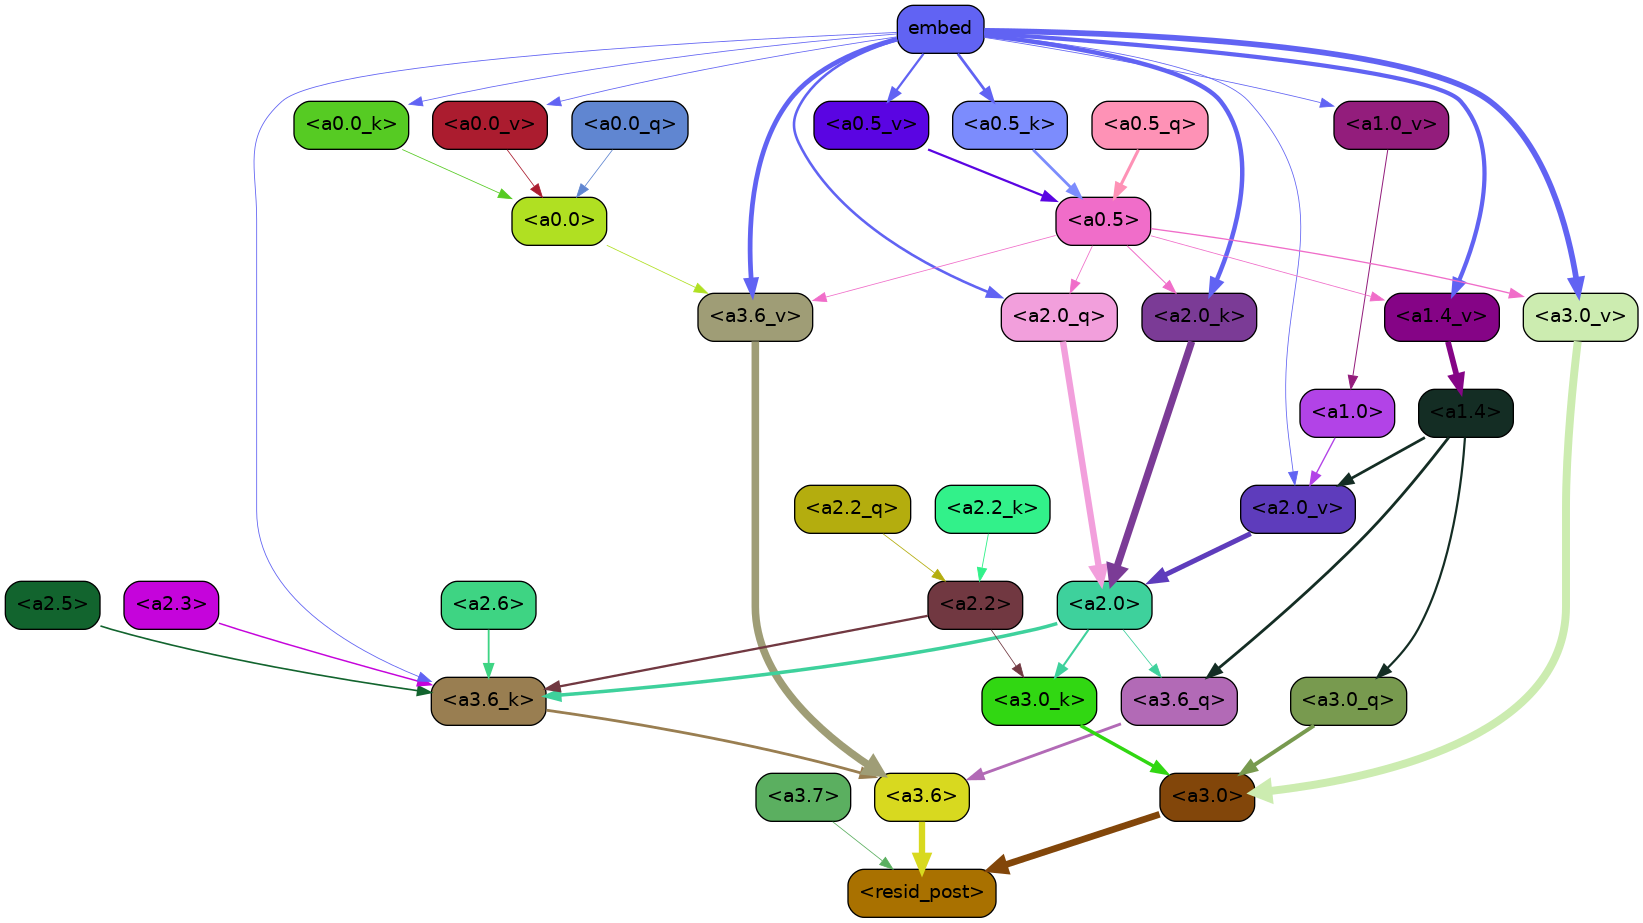 embed
<a0.0_k> <a0.0_v> <a0.0_q> <a0.5_v> <a0.5_k> <a0.5_q> <a1.0_v>
<a0.0> <a0.5>
<a3.6_v> <a2.0_q> <a2.0_k> <a1.4_v> <a3.0_v>
<a1.0> <a1.4>
<a2.2_q> <a2.2_k> <a2.0_v>
<a2.5> <a2.3> <a2.6> <a2.2> <a2.0>
<a3.6_k> <a3.0_k> <a3.6_q> <a3.0_q>
<a3.7> <a3.6> <a3.0>
<resid_post>